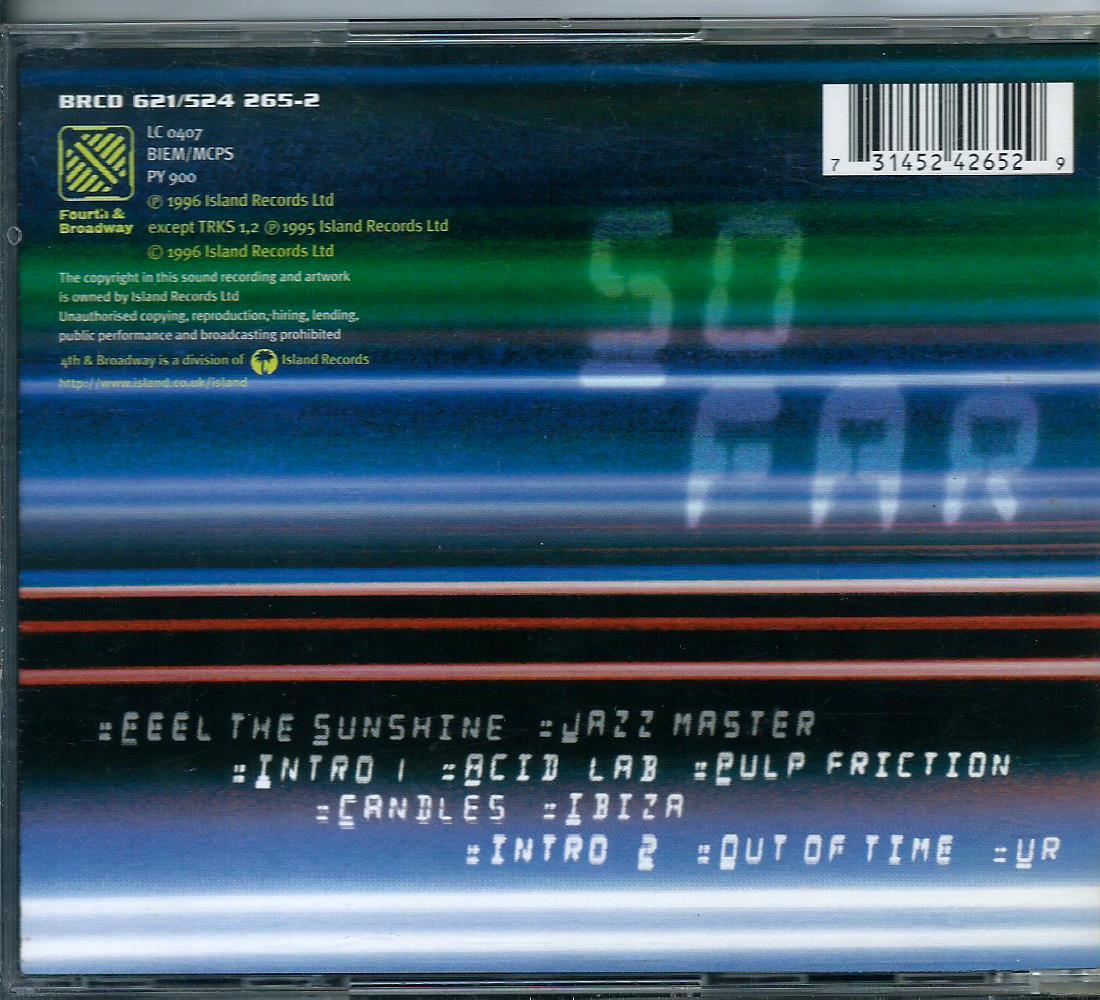 BRCD 621/524 265-2
LC 0407
BIEM/MCPS
PY 900
℗ 1996 Island Records Ltd
Fourth &
Broadway
except TRKS 1,2 ℗ 1995 Island Records Ltd
© 1996 Island Records Ltd
The copyright in this sound recording and artwork
is owned by Island Records Ltd
Unauthorised copying, reproduction, hiring, lending,
public performance and broadcasting prohibited
4th & Broadway is a division of Island Records
http://www.island.co.uk/island
7 31452 42652 9
SO
FAR
::FEEL THE SUNSHINE ::JAZZ MASTER
::INTRO 1 ::ACID LAB ::PULP FRICTION
::CANDLES ::IBIZA
::INTRO 2 ::OUT OF TIME ::UR